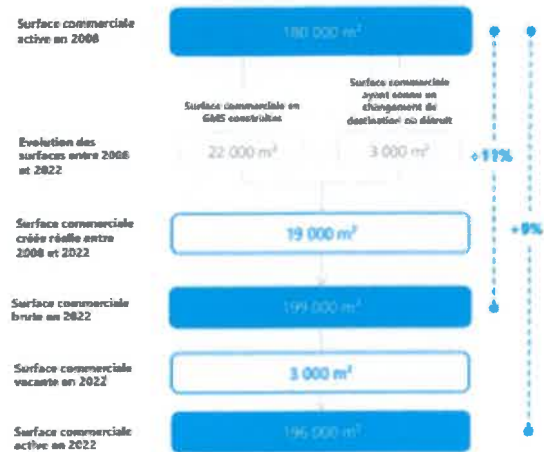 Surface commerciale
active en 2008
180 000 m²
Surface commerciale en
GMS construites
Surface commerciale
ayant connu un
changement de
destination ou détruit
Evolution des
surfaces entre 2008
et 2022
22 000 m²
3 000 m²
+11%
+9%
Surface commerciale
créée réelle entre
2008 et 2022
19 000 m²
Surface commerciale
brute en 2022
199 000 m²
Surface commerciale
vacante en 2022
3 000 m²
Surface commerciale
active en 2022
196 000 m²